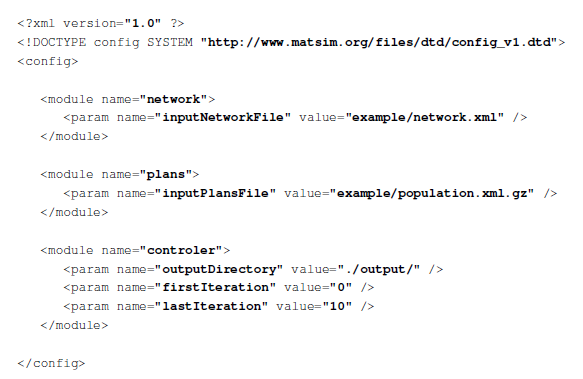 <?xml version="1.0" ?>
<!DOCTYPE config SYSTEM "http://www.matsim.org/files/dtd/config_v1.dtd">
<config>
<module name="network">
<param name="inputNetworkFile" value="example/network.xml" />
</module>
<module name="plans">
<param name="inputPlansFile" value="example/population.xml.gz" />
</module>
<module name="controler">
<param name="outputDirectory" value="./output/" />
<param name="firstIteration" value="0" />
<param name="lastIteration" value="10" />
</module>
</config>